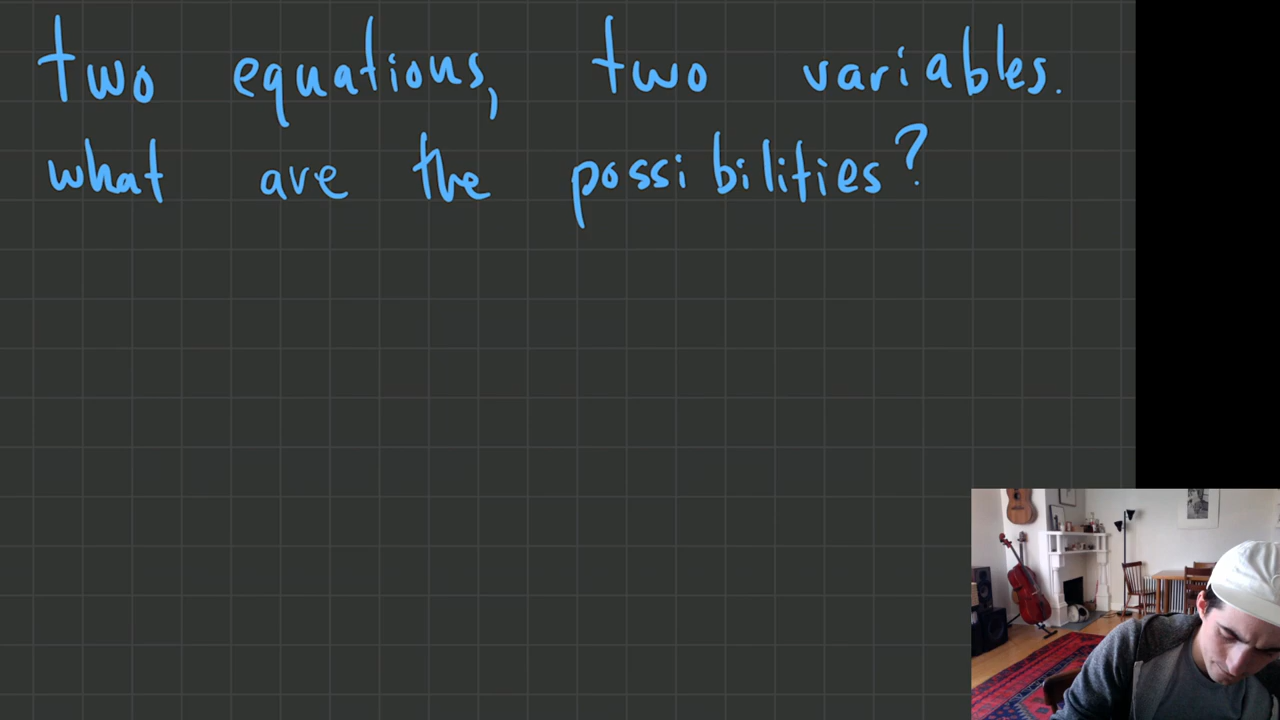 two equations, two variables.
what are the possibilities?